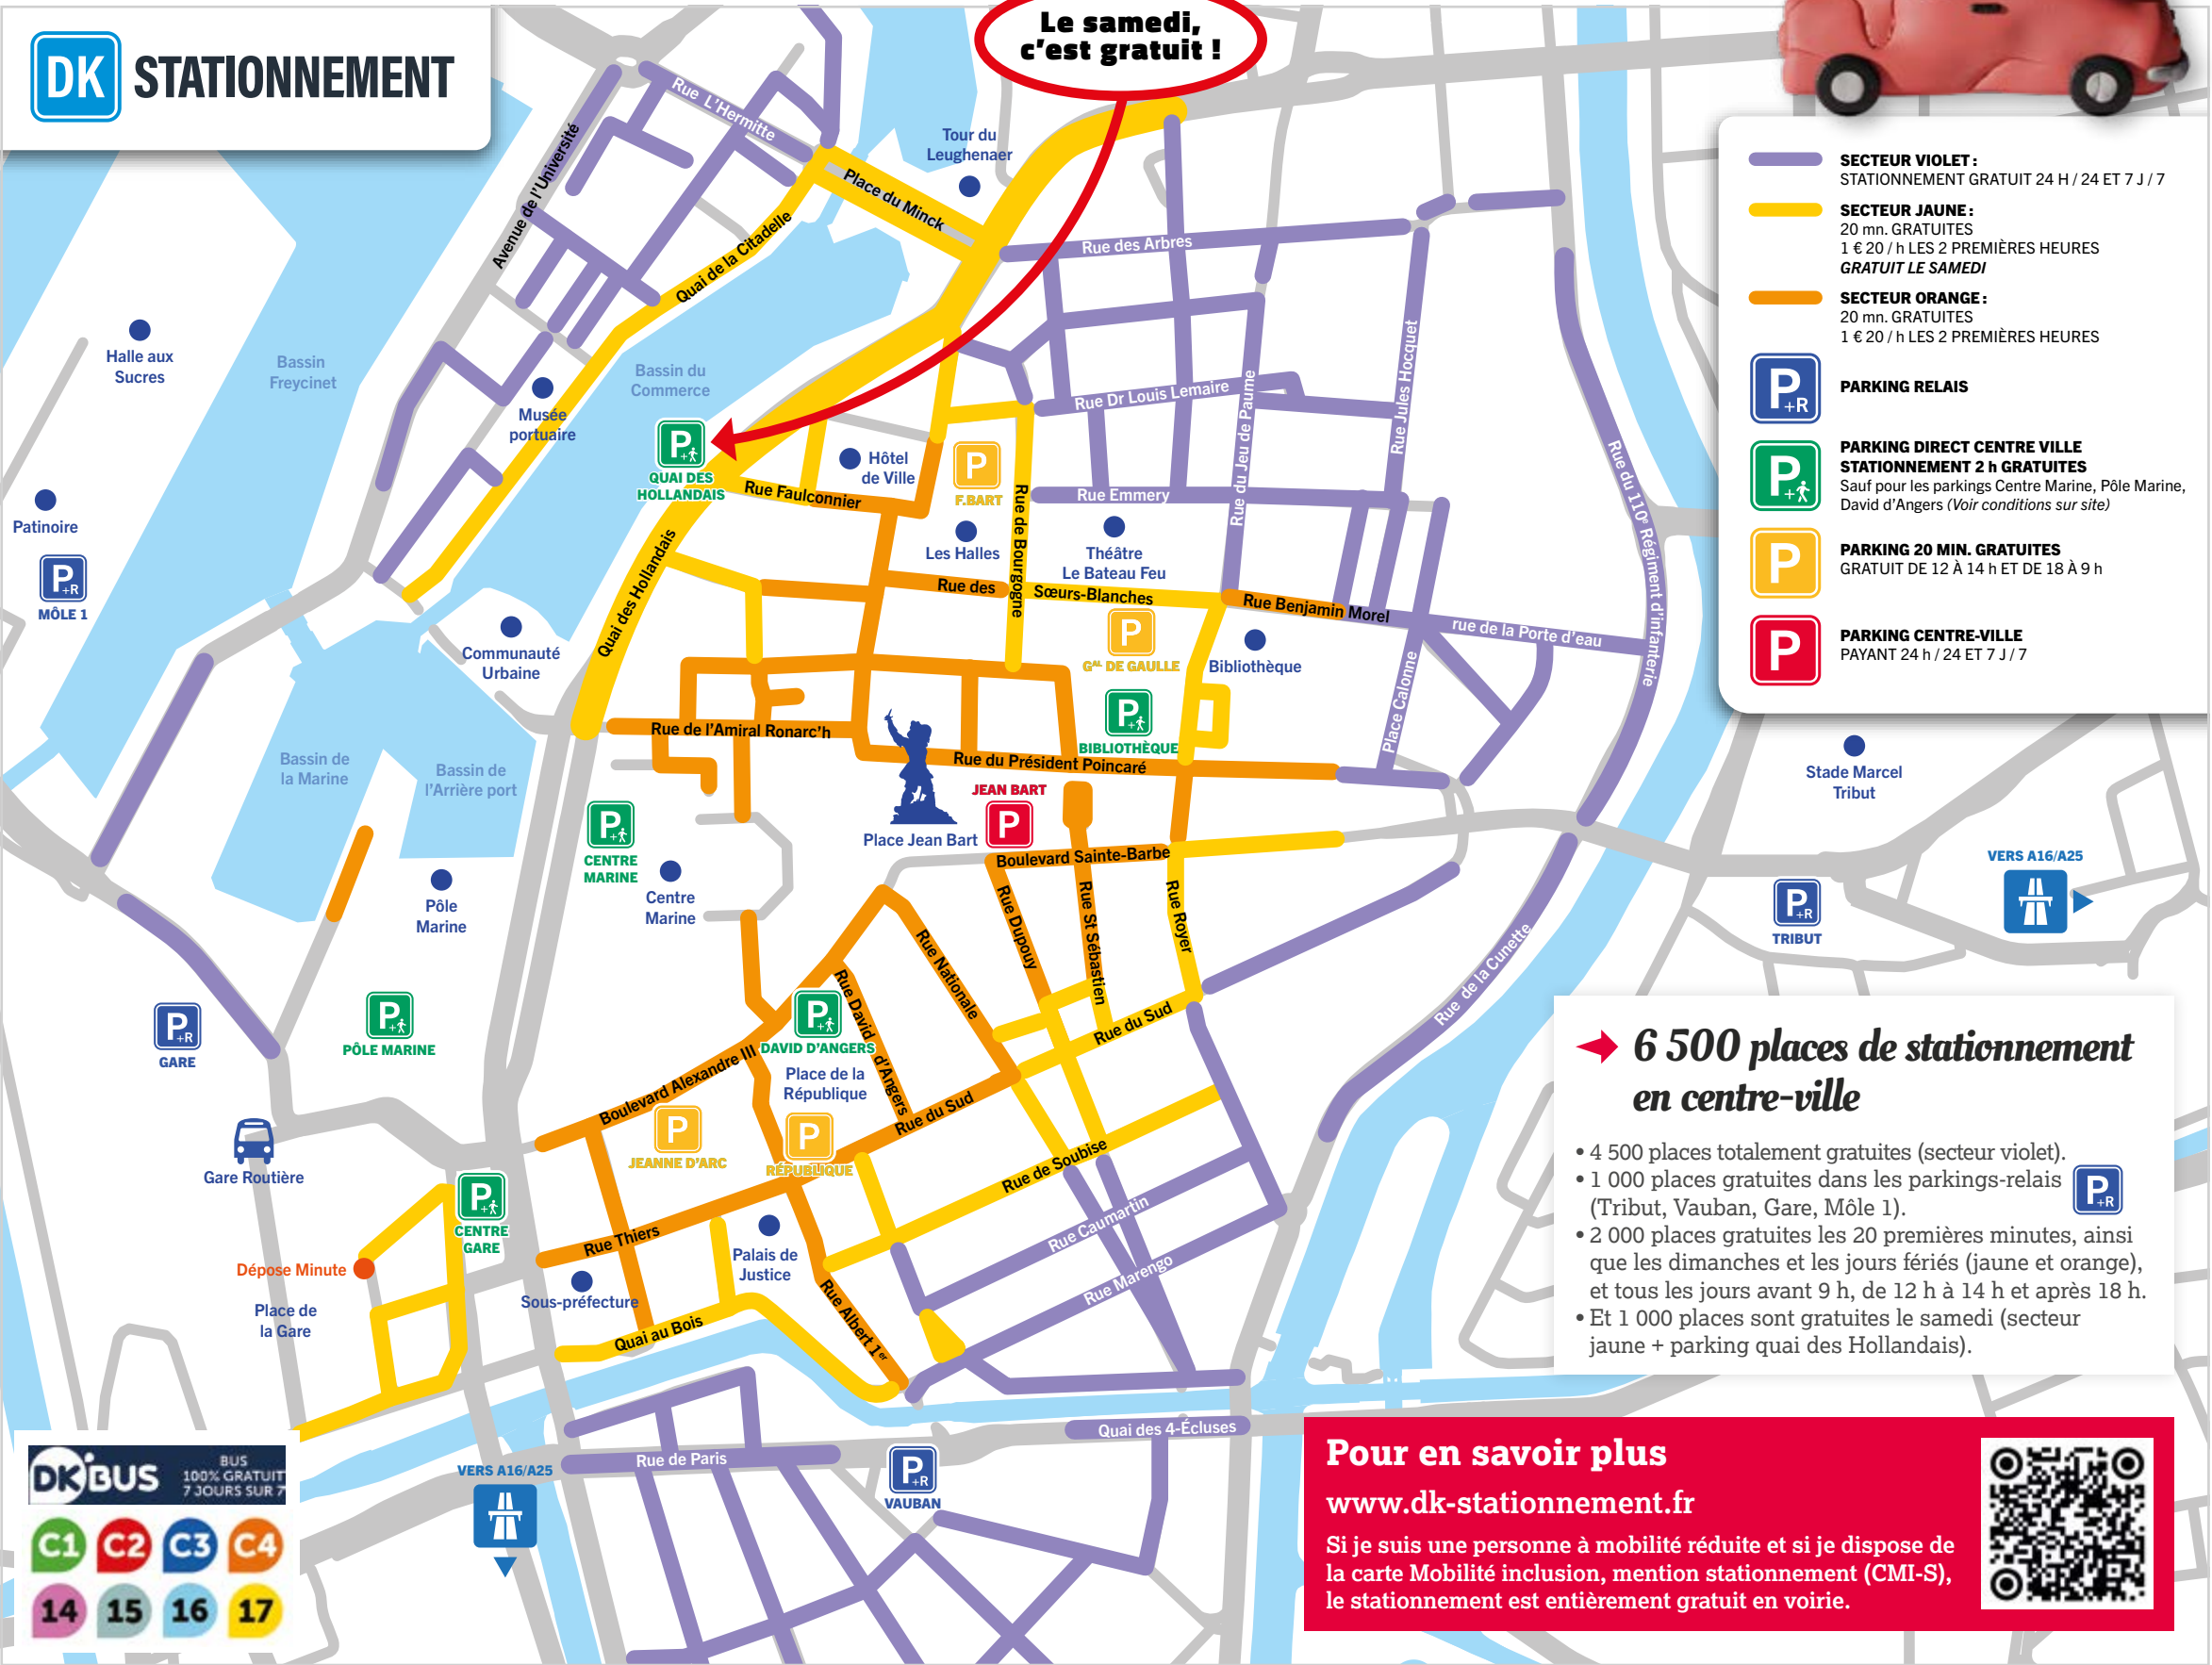 DK STATIONNEMENT
Le samedi,
c'est gratuit !
SECTEUR VIOLET :
STATIONNEMENT GRATUIT 24 H / 24 ET 7 J / 7
SECTEUR JAUNE :
20 mn. GRATUITES
1 € 20 / h LES 2 PREMIÈRES HEURES
GRATUIT LE SAMEDI
SECTEUR ORANGE :
20 mn. GRATUITES
1 € 20 / h LES 2 PREMIÈRES HEURES
P+R
PARKING RELAIS
P+
PARKING DIRECT CENTRE VILLE
STATIONNEMENT 2 h GRATUITES
Sauf pour les parkings Centre Marine, Pôle Marine,
David d'Angers (Voir conditions sur site)
P
PARKING 20 MIN. GRATUITES
GRATUIT DE 12 À 14 h ET DE 18 À 9 h
P
PARKING CENTRE-VILLE
PAYANT 24 h / 24 ET 7 J / 7
Rue L'Hermitte
Avenue de l'Université
Tour du
Leughenaer
Place du Minck
Quai de la Citadelle
Rue des Arbres
Halle aux
Sucres
Bassin
Freycinet
Bassin du
Commerce
Musée
portuaire
Rue Dr Louis Lemaire
Rue du Jeu de Paume
Rue Jules Hocquet
Rue du 110e Régiment d'infanterie
P+
QUAI DES
HOLLANDAIS
Hôtel
de Ville
P
F.BART
Rue Faulconnier
Rue de Bourgogne
Rue Emmery
Patinoire
P+R
MÔLE 1
Les Halles
Théâtre
Le Bateau Feu
Quai des Hollandais
Rue des Sœurs-Blanches
Rue Benjamin Morel
rue de la Porte d'eau
Communauté
Urbaine
P
GAL DE GAULLE
Bibliothèque
Place Calonne
P+
BIBLIOTHÈQUE
Rue de l'Amiral Ronarc'h
Rue du Président Poincaré
Bassin de
la Marine
Bassin de
l'Arrière port
Stade Marcel
Tribut
JEAN BART
P
Place Jean Bart
P+
CENTRE
MARINE
Centre
Marine
Boulevard Sainte-Barbe
Pôle
Marine
Rue Dupouy
Rue St Sébastien
Rue Royer
VERS A16/A25
P+R
TRIBUT
Rue Nationale
Rue de la Cunette
Rue David d'Angers
P+
DAVID D'ANGERS
P+R
GARE
P+
PÔLE MARINE
Rue du Sud
Boulevard Alexandre III
Place de la
République
P
JEANNE D'ARC
P
RÉPUBLIQUE
Rue du Sud
Rue de Soubise
Gare Routière
P+
CENTRE
GARE
Rue Thiers
Palais de
Justice
Rue Caumartin
Rue Marengo
Dépose Minute
Sous-préfecture
Place de
la Gare
Quai au Bois
Rue Albert 1er
Quai des 4-Écluses
Rue de Paris
VERS A16/A25
P+R
VAUBAN
6 500 places de stationnement
en centre-ville
• 4 500 places totalement gratuites (secteur violet).
• 1 000 places gratuites dans les parkings-relais P+R
(Tribut, Vauban, Gare, Môle 1).
• 2 000 places gratuites les 20 premières minutes, ainsi
que les dimanches et les jours fériés (jaune et orange),
et tous les jours avant 9 h, de 12 h à 14 h et après 18 h.
• Et 1 000 places sont gratuites le samedi (secteur
jaune + parking quai des Hollandais).
DK'BUS
BUS
100% GRATUIT
7 JOURS SUR 7
C1 C2 C3 C4
14 15 16 17
Pour en savoir plus
www.dk-stationnement.fr
Si je suis une personne à mobilité réduite et si je dispose de
la carte Mobilité inclusion, mention stationnement (CMI-S),
le stationnement est entièrement gratuit en voirie.